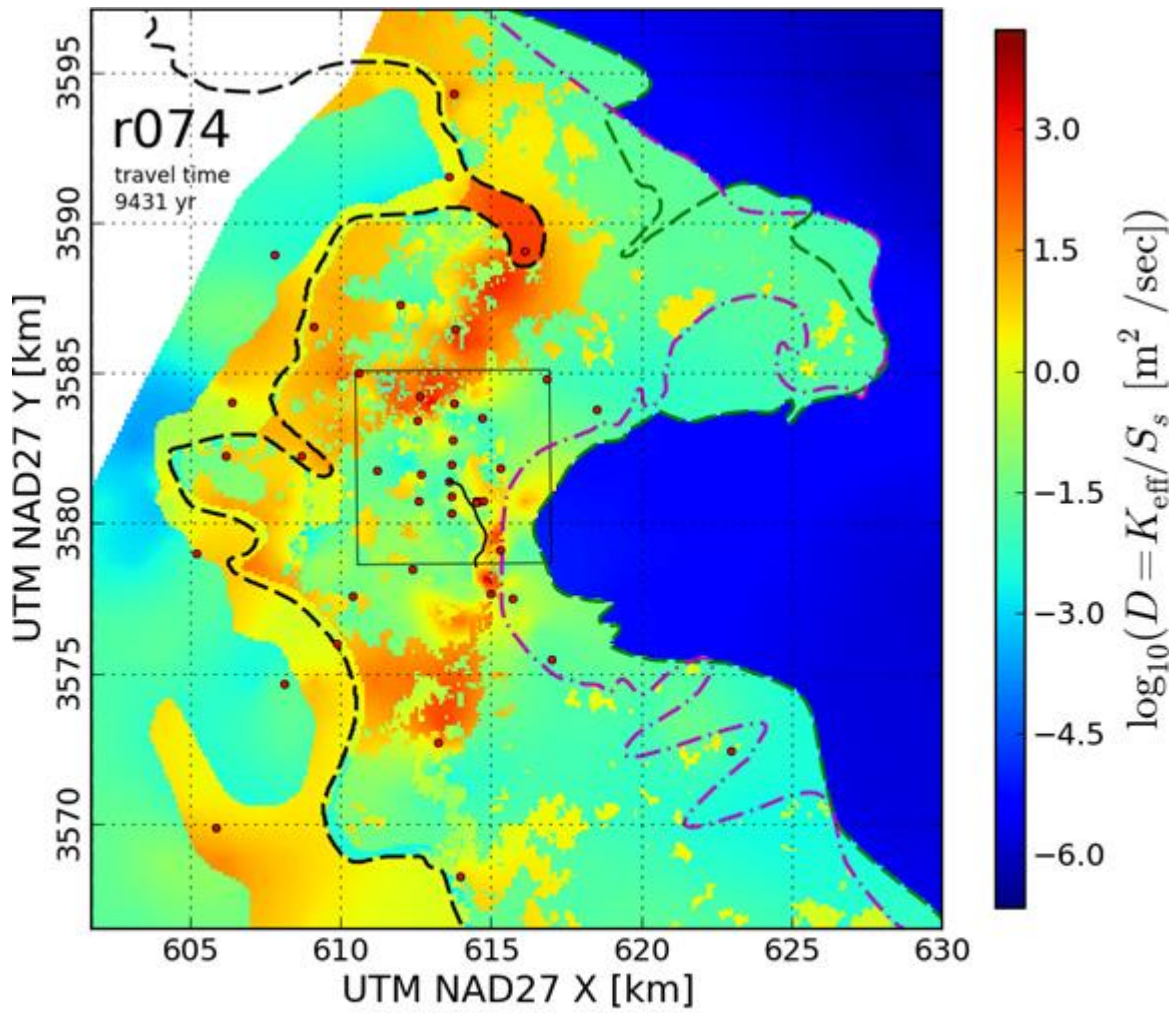 r074
travel time
9431 yr
3595
3590
3585
3580
3575
3570
UTM NAD27 Y [km]
605 610 615 620 625 630
UTM NAD27 X [km]
3.0
1.5
0.0
−1.5
−3.0
−4.5
−6.0
log₁₀(D = K_eff/S_s [m² /sec])